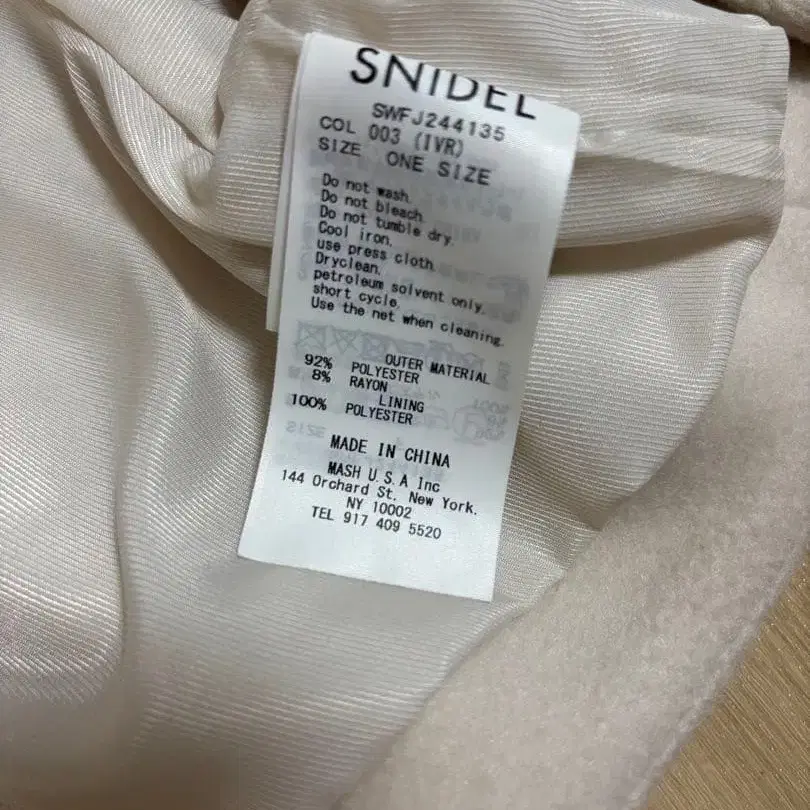 SNIDEL
SWFJ244135
COL 003 (IVR)
SIZE ONE SIZE
Do not wash.
Do not bleach.
Do not tumble dry.
Cool iron.
use press cloth.
Dryclean.
petroleum solvent only.
short cycle.
Use the net when cleaning.
OUTER MATERIAL
92% POLYESTER
8% RAYON
LINING
100% POLYESTER
MADE IN CHINA
MASH U.S.A Inc
144 Orchard St. New York.
NY 10002
TEL 917 409 5520